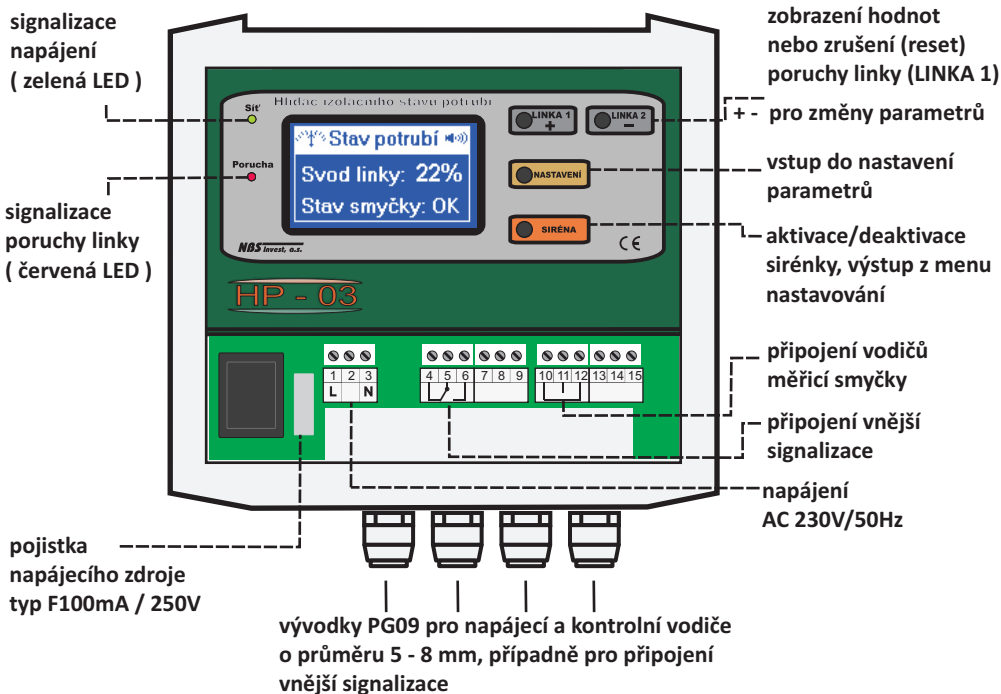 signalizace
napájení
( zelená LED )
zobrazení hodnot
nebo zrušení (reset)
poruchy linky (LINKA 1)
+ - pro změny parametrů
vstup do nastavení
parametrů
aktivace/deaktivace
sirénky, výstup z menu
nastavování
signalizace
poruchy linky
( červená LED )
Hlídač izolačního stavu potrubí
Síť
Porucha
Stav potrubí
Svod linky: 22%
Stav smyčky: OK
LINKA 1
+
LINKA 2
-
NASTAVENÍ
SIRÉNA
NBS Invest, a.s.
CE
HP - 03
1 2 3
L N
4 5 6 7 8 9
10 11 12 13 14 15
připojení vodičů
měřicí smyčky
připojení vnější
signalizace
napájení
AC 230V/50Hz
pojistka
napájecího zdroje
typ F100mA / 250V
vývodky PG09 pro napájecí a kontrolní vodiče
o průměru 5 - 8 mm, případně pro připojení
vnější signalizace